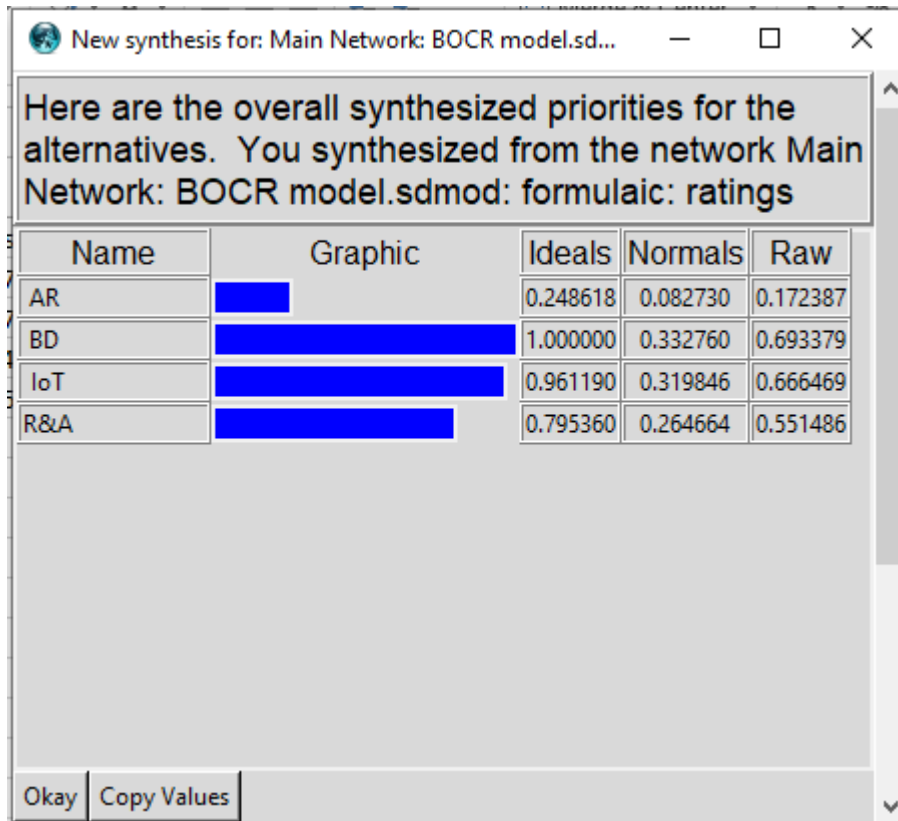 New synthesis for: Main Network: BOCR model.sd...
Here are the overall synthesized priorities for the
alternatives.  You synthesized from the network Main
Network: BOCR model.sdmod: formulaic: ratings
Name Graphic Ideals Normals Raw
AR 0.248618 0.082730 0.172387
BD 1.000000 0.332760 0.693379
IoT 0.961190 0.319846 0.666469
R&A 0.795360 0.264664 0.551486
Okay Copy Values